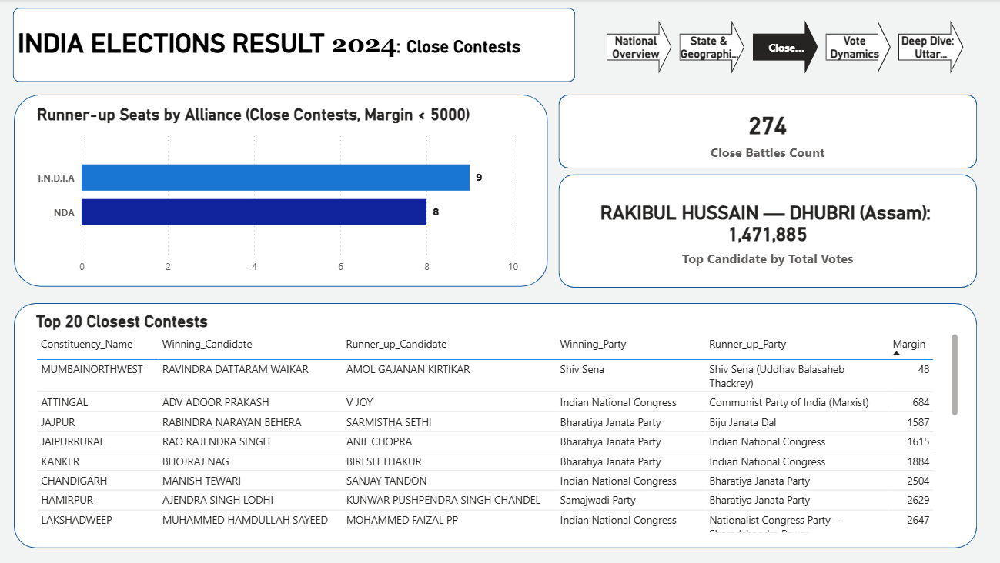 INDIA ELECTIONS RESULT 2024: Close Contests
National Overview
State & Geographi...
Close...
Vote Dynamics
Deep Dive: Uttar...
Runner-up Seats by Alliance (Close Contests, Margin < 5000)
I.N.D.I.A 9
NDA 8
0 2 4 6 8 10
274
Close Battles Count
RAKIBUL HUSSAIN — DHUBRI (Assam):
1,471,885
Top Candidate by Total Votes
Top 20 Closest Contests
Constituency_Name Winning_Candidate Runner_up_Candidate Winning_Party Runner_up_Party Margin
MUMBAINORTHWEST RAVINDRA DATTARAM WAIKAR AMOL GAJANAN KIRTIKAR Shiv Sena Shiv Sena (Uddhav Balasaheb Thackrey) 48
ATTINGAL ADV ADOOR PRAKASH V JOY Indian National Congress Communist Party of India (Marxist) 684
JAJPUR RABINDRA NARAYAN BEHERA SARMISTHA SETHI Bharatiya Janata Party Biju Janata Dal 1587
JAIPURRURAL RAO RAJENDRA SINGH ANIL CHOPRA Bharatiya Janata Party Indian National Congress 1615
KANKER BHOJRAJ NAG BIRESH THAKUR Bharatiya Janata Party Indian National Congress 1884
CHANDIGARH MANISH TEWARI SANJAY TANDON Indian National Congress Bharatiya Janata Party 2504
HAMIRPUR AJENDRA SINGH LODHI KUNWAR PUSHPENDRA SINGH CHANDEL Samajwadi Party Bharatiya Janata Party 2629
LAKSHADWEEP MUHAMMED HAMDULLAH SAYEED MOHAMMED FAIZAL PP Indian National Congress Nationalist Congress Party – 2647